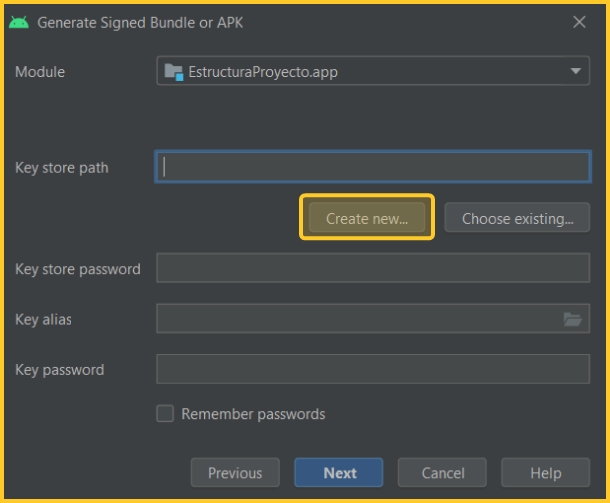 Generate Signed Bundle or APK
Module
EstructuraProyecto.app
Key store path
Create new...
Choose existing...
Key store password
Key alias
Key password
Remember passwords
Previous
Next
Cancel
Help